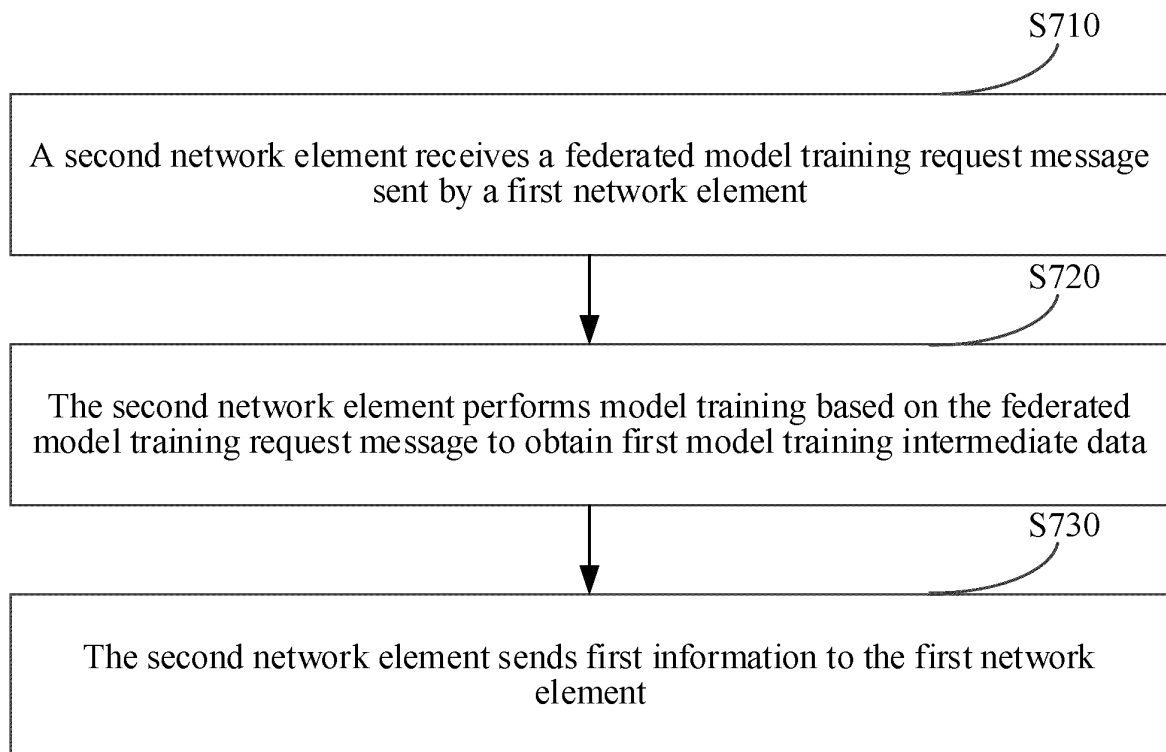 S710
A second network element receives a federated model training request message
sent by a first network element
S720
The second network element performs model training based on the federated
model training request message to obtain first model training intermediate data
S730
The second network element sends first information to the first network
element